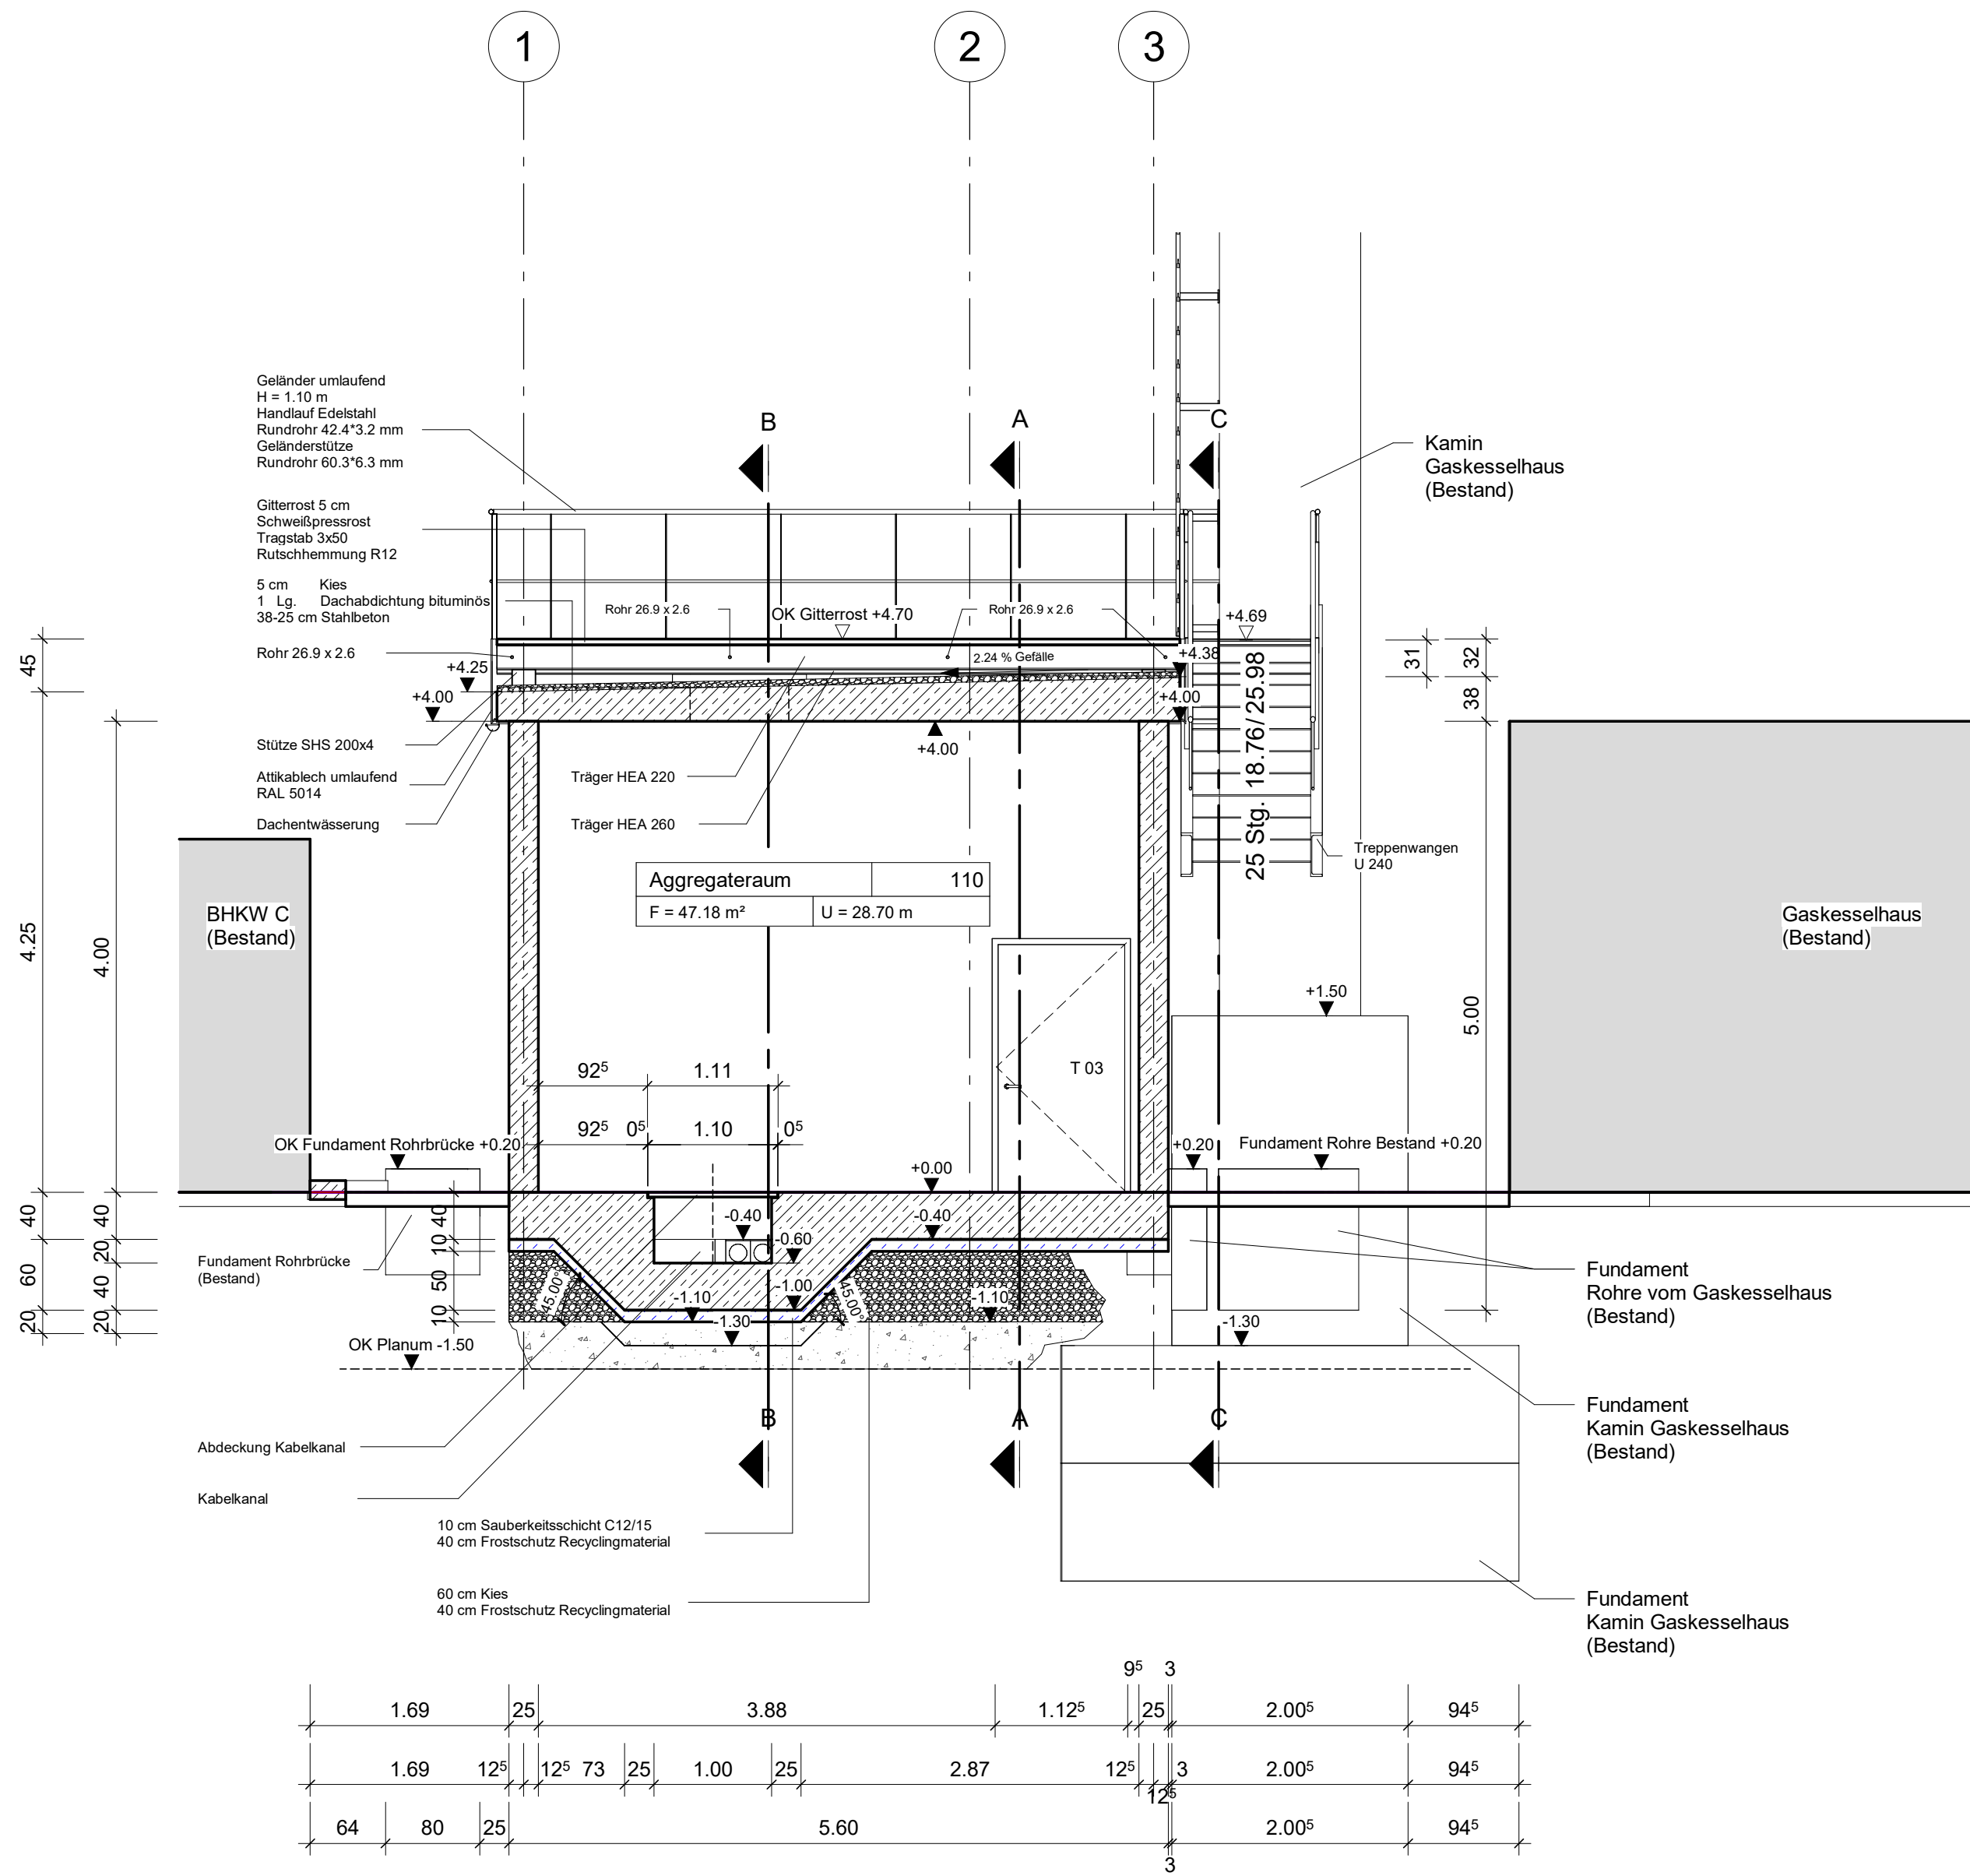 1
2
3
Geländer umlaufend
H = 1.10 m
Handlauf Edelstahl
Rundrohr 42.4*3.2 mm
Geländerstütze
Rundrohr 60.3*6.3 mm
B
A
C
Kamin
Gaskesselhaus
(Bestand)
Gitterrost 5 cm
Schweißpressrost
Tragstab 3x50
Rutschhemmung R12
5 cm Kies
1 Lg. Dachabdichtung bituminös
38-25 cm Stahlbeton
Rohr 26.9 x 2.6
OK Gitterrost +4.70
Rohr 26.9 x 2.6
+4.69
Rohr 26.9 x 2.6
2.24 % Gefälle
+4.38
+4.25
+4.00
+4.00
+4.00
45
31
32
38
25 Stg. 18.76/25.98
Stütze SHS 200x4
Attikablech umlaufend
RAL 5014
Dachentwässerung
Träger HEA 220
Träger HEA 260
Treppenwangen
U 240
Aggregateraum 110
F = 47.18 m² U = 28.70 m
BHKW C
(Bestand)
Gaskesselhaus
(Bestand)
4.25
4.00
5.00
+1.50
T 03
92⁵ 1.11
92⁵ 0⁵ 1.10 0⁵
OK Fundament Rohrbrücke +0.20
+0.00
+0.20
Fundament Rohre Bestand +0.20
40
60
20
40
20
40
20
40
10
50
10
-0.40
-0.40
-0.60
-1.00
45.00°
45.00°
-1.10
-1.10
-1.30
-1.30
Fundament Rohrbrücke
(Bestand)
OK Planum -1.50
Fundament
Rohre vom Gaskesselhaus
(Bestand)
Fundament
Kamin Gaskesselhaus
(Bestand)
B
A
C
Abdeckung Kabelkanal
Kabelkanal
10 cm Sauberkeitsschicht C12/15
40 cm Frostschutz Recyclingmaterial
60 cm Kies
40 cm Frostschutz Recyclingmaterial
Fundament
Kamin Gaskesselhaus
(Bestand)
1.69 25 3.88 1.12⁵ 9⁵ 25 3 2.00⁵ 94⁵
1.69 12⁵ 12⁵ 73 25 1.00 25 2.87 12⁵ 12⁵ 3 2.00⁵ 94⁵
64 80 25 5.60 3 2.00⁵ 94⁵